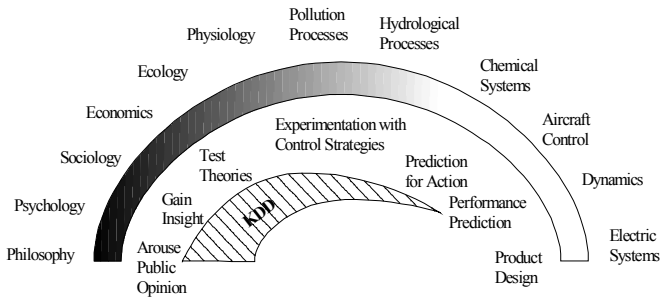 Philosophy
Psychology
Sociology
Economics
Ecology
Physiology
Pollution
Processes
Hydrological
Processes
Chemical
Systems
Aircraft
Control
Dynamics
Electric
Systems
Arouse
Public
Opinion
Gain
Insight
Test
Theories
Experimentation with
Control Strategies
Prediction
for Action
Performance
Prediction
Product
Design
KDD